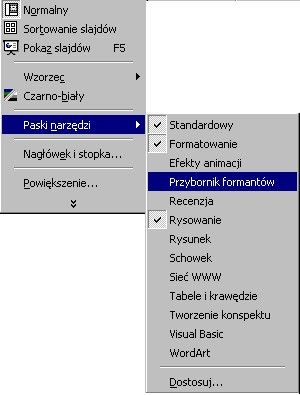 Normalny
Sortowanie slajdów
Pokaz slajdów F5
Wzorzec
Czarno-biały
Paski narzędzi
Nagłówek i stopka...
Powiększenie...
Standardowy
Formatowanie
Efekty animacji
Przybornik formantów
Recenzja
Rysowanie
Rysunek
Schowek
Sieć WWW
Tabele i krawędzie
Tworzenie konspektu
Visual Basic
WordArt
Dostosuj...